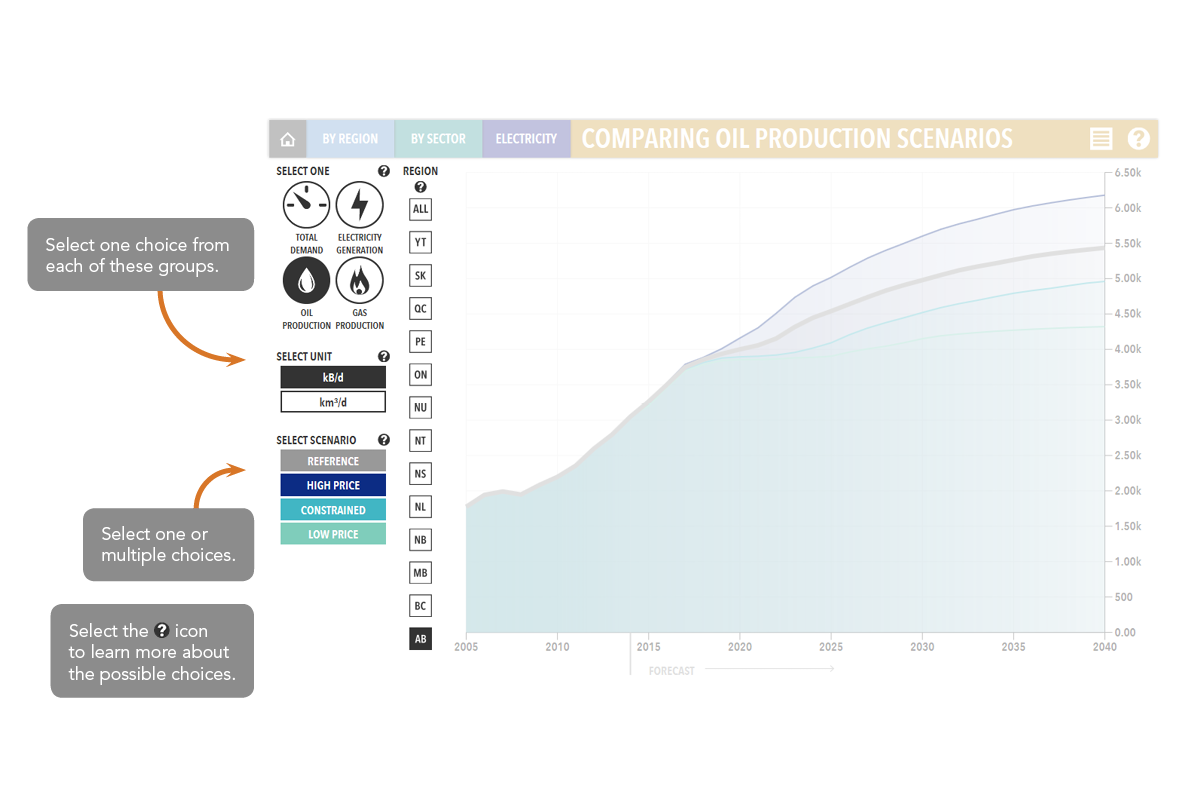 BY REGION
BY SECTOR
ELECTRICITY
COMPARING OIL PRODUCTION SCENARIOS
?
SELECT ONE ?
TOTAL
DEMAND
ELECTRICITY
GENERATION
OIL
PRODUCTION
GAS
PRODUCTION
SELECT UNIT ?
kB/d
km³/d
SELECT SCENARIO ?
REFERENCE
HIGH PRICE
CONSTRAINED
LOW PRICE
REGION
?
ALL
YT
SK
QC
PE
ON
NU
NT
NS
NL
NB
MB
BC
AB
6.50k
6.00k
5.50k
5.00k
4.50k
4.00k
3.50k
3.00k
2.50k
2.00k
1.50k
1.00k
500
0.00
2005
2010
2015
2020
2025
2030
2035
2040
FORECAST
Select one choice from
each of these groups.
Select one or
multiple choices.
Select the ? icon
to learn more about
the possible choices.